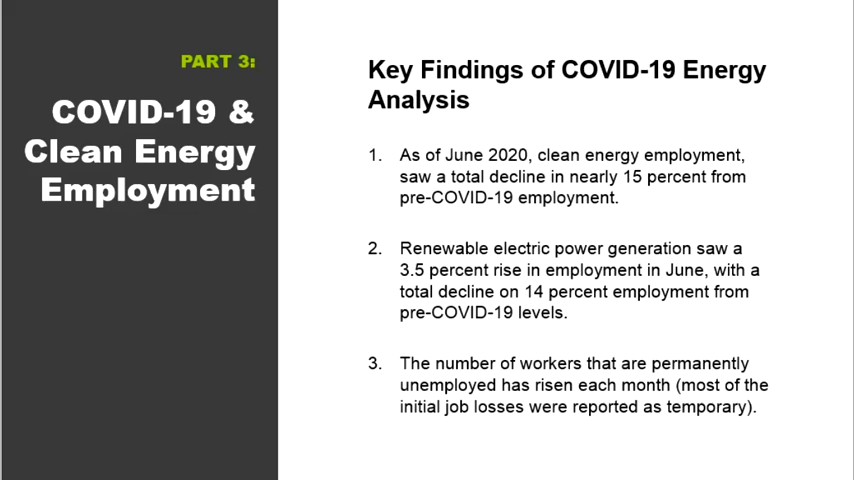 PART 3:
COVID-19 &
Clean Energy
Employment
Key Findings of COVID-19 Energy
Analysis
1. As of June 2020, clean energy employment,
saw a total decline in nearly 15 percent from
pre-COVID-19 employment.
2. Renewable electric power generation saw a
3.5 percent rise in employment in June, with a
total decline on 14 percent employment from
pre-COVID-19 levels.
3. The number of workers that are permanently
unemployed has risen each month (most of the
initial job losses were reported as temporary).